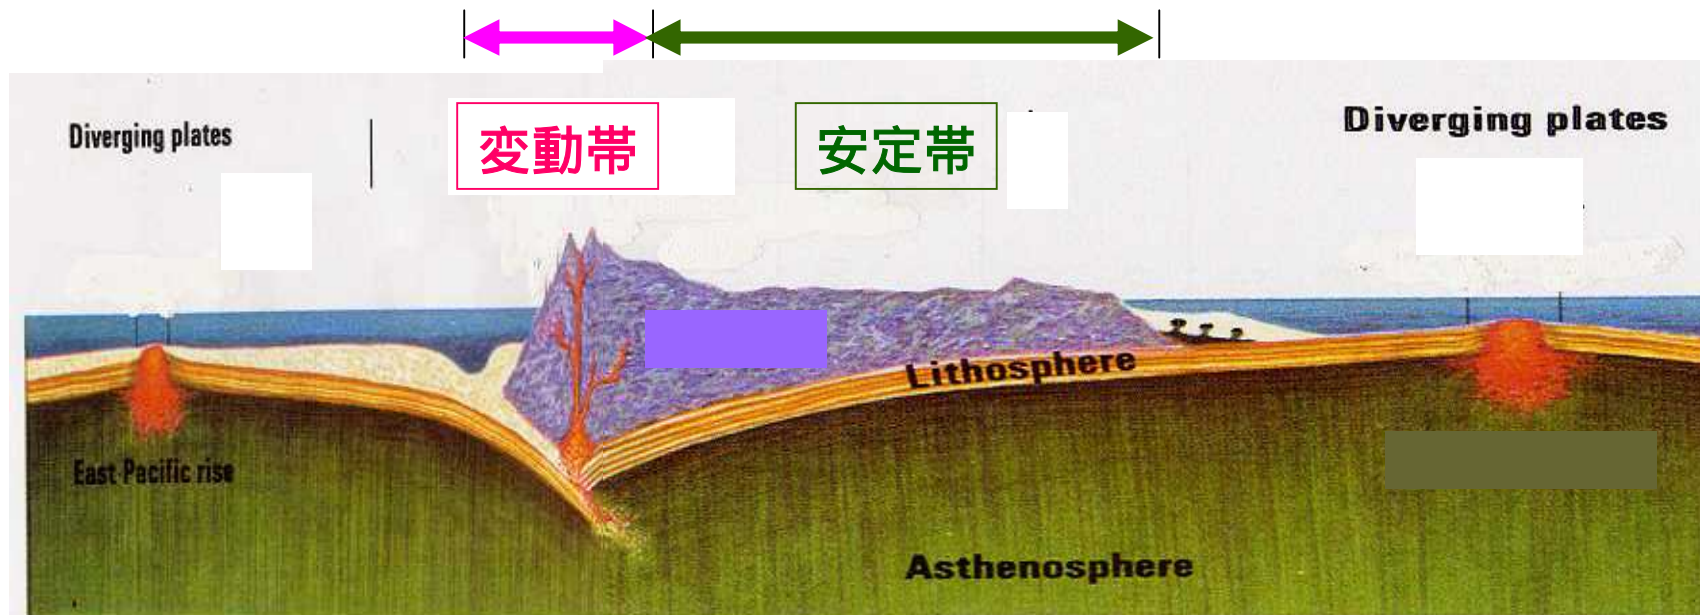 Diverging plates
変動帯
安定帯
Diverging plates
Lithosphere
East Pacific rise
Asthenosphere